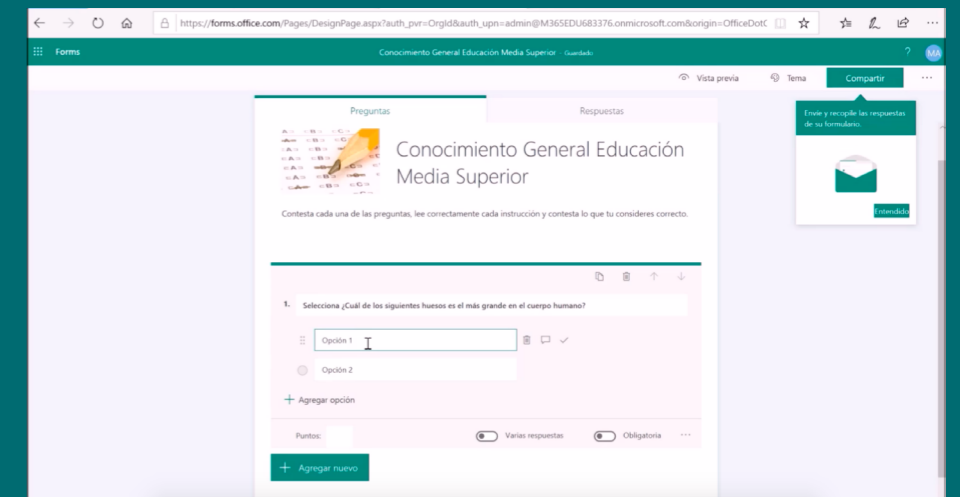 https://forms.office.com/Pages/DesignPage.aspx?auth_pvr=OrgId&auth_upn=admin@M365EDU683376.onmicrosoft.com&origin=OfficeDotC
Forms
Conocimiento General Educación Media Superior - Guardado
?
MA
Vista previa
Tema
Compartir
Preguntas
Respuestas
Envíe y recopile las respuestas
de su formulario.
Entendido
Conocimiento General Educación
Media Superior
Contesta cada una de las preguntas, lee correctamente cada instrucción y contesta lo que tu consideres correcto.
1. Selecciona ¿Cuál de los siguientes huesos es el más grande en el cuerpo humano?
Opción 1
Opción 2
+ Agregar opción
Puntos:
Varias respuestas
Obligatoria
+ Agregar nuevo